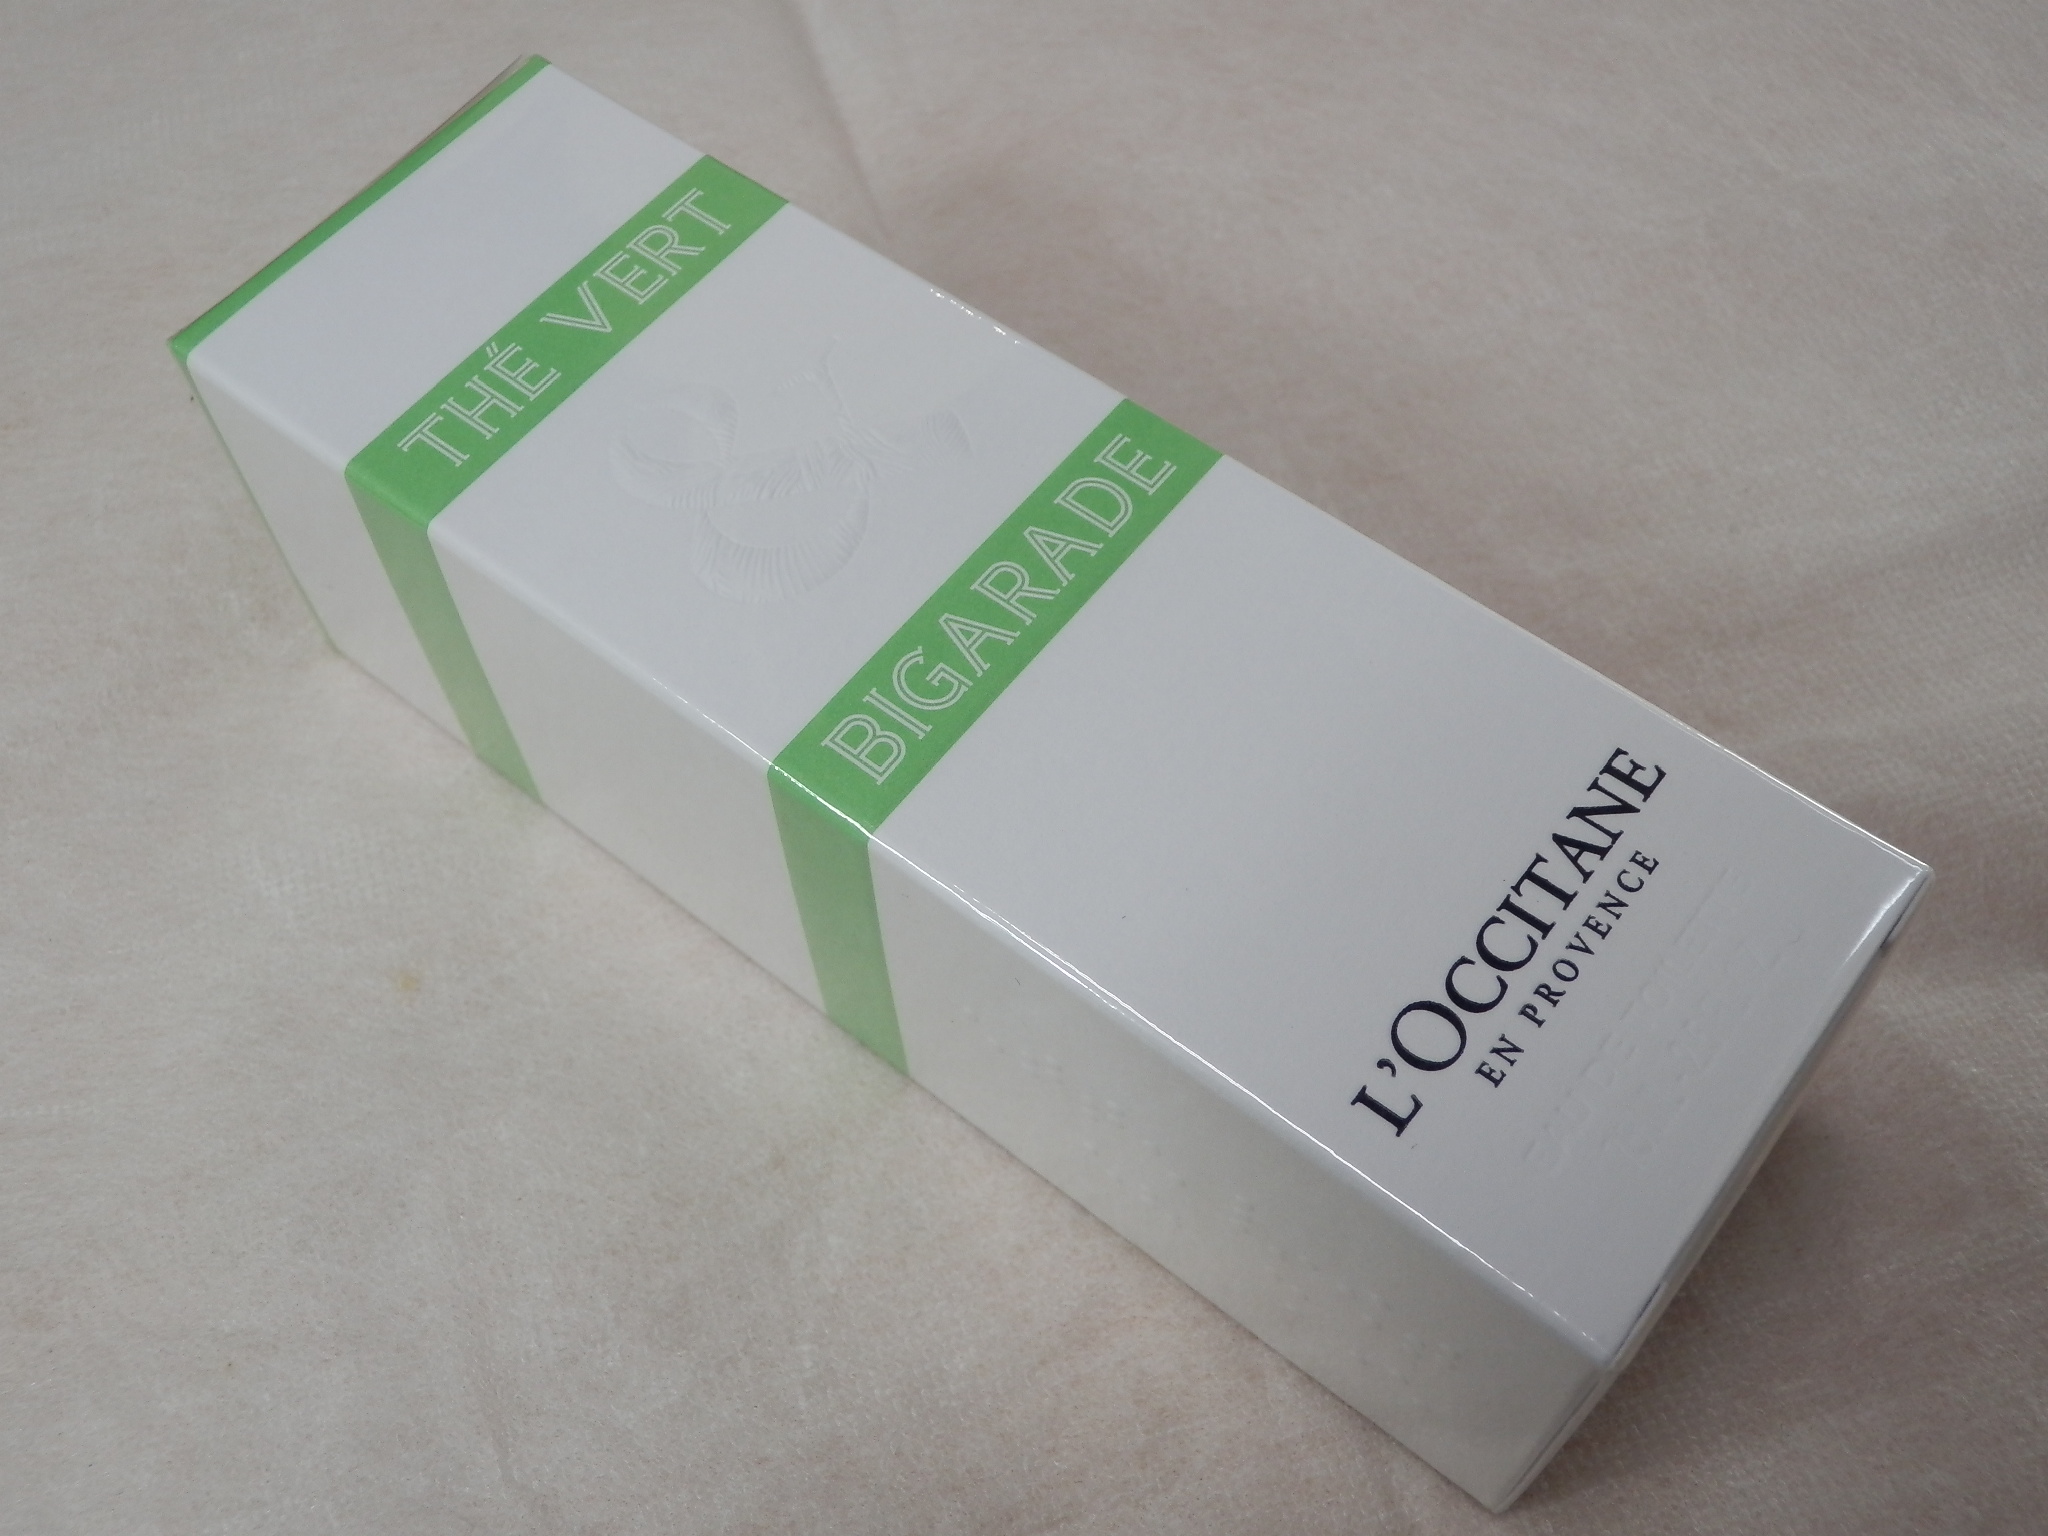 THÉ VERT
&
BIGARADE
L'OCCITANE
EN PROVENCE